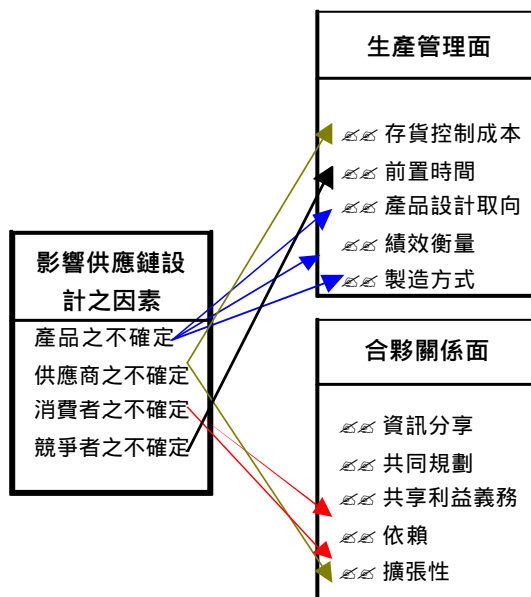 生產管理面
存貨控制成本
前置時間
產品設計取向
績效衡量
製造方式
影響供應鏈設
計之因素
產品之不確定
供應商之不確定
消費者之不確定
競爭者之不確定
合夥關係面
資訊分享
共同規劃
共享利益義務
依賴
擴張性